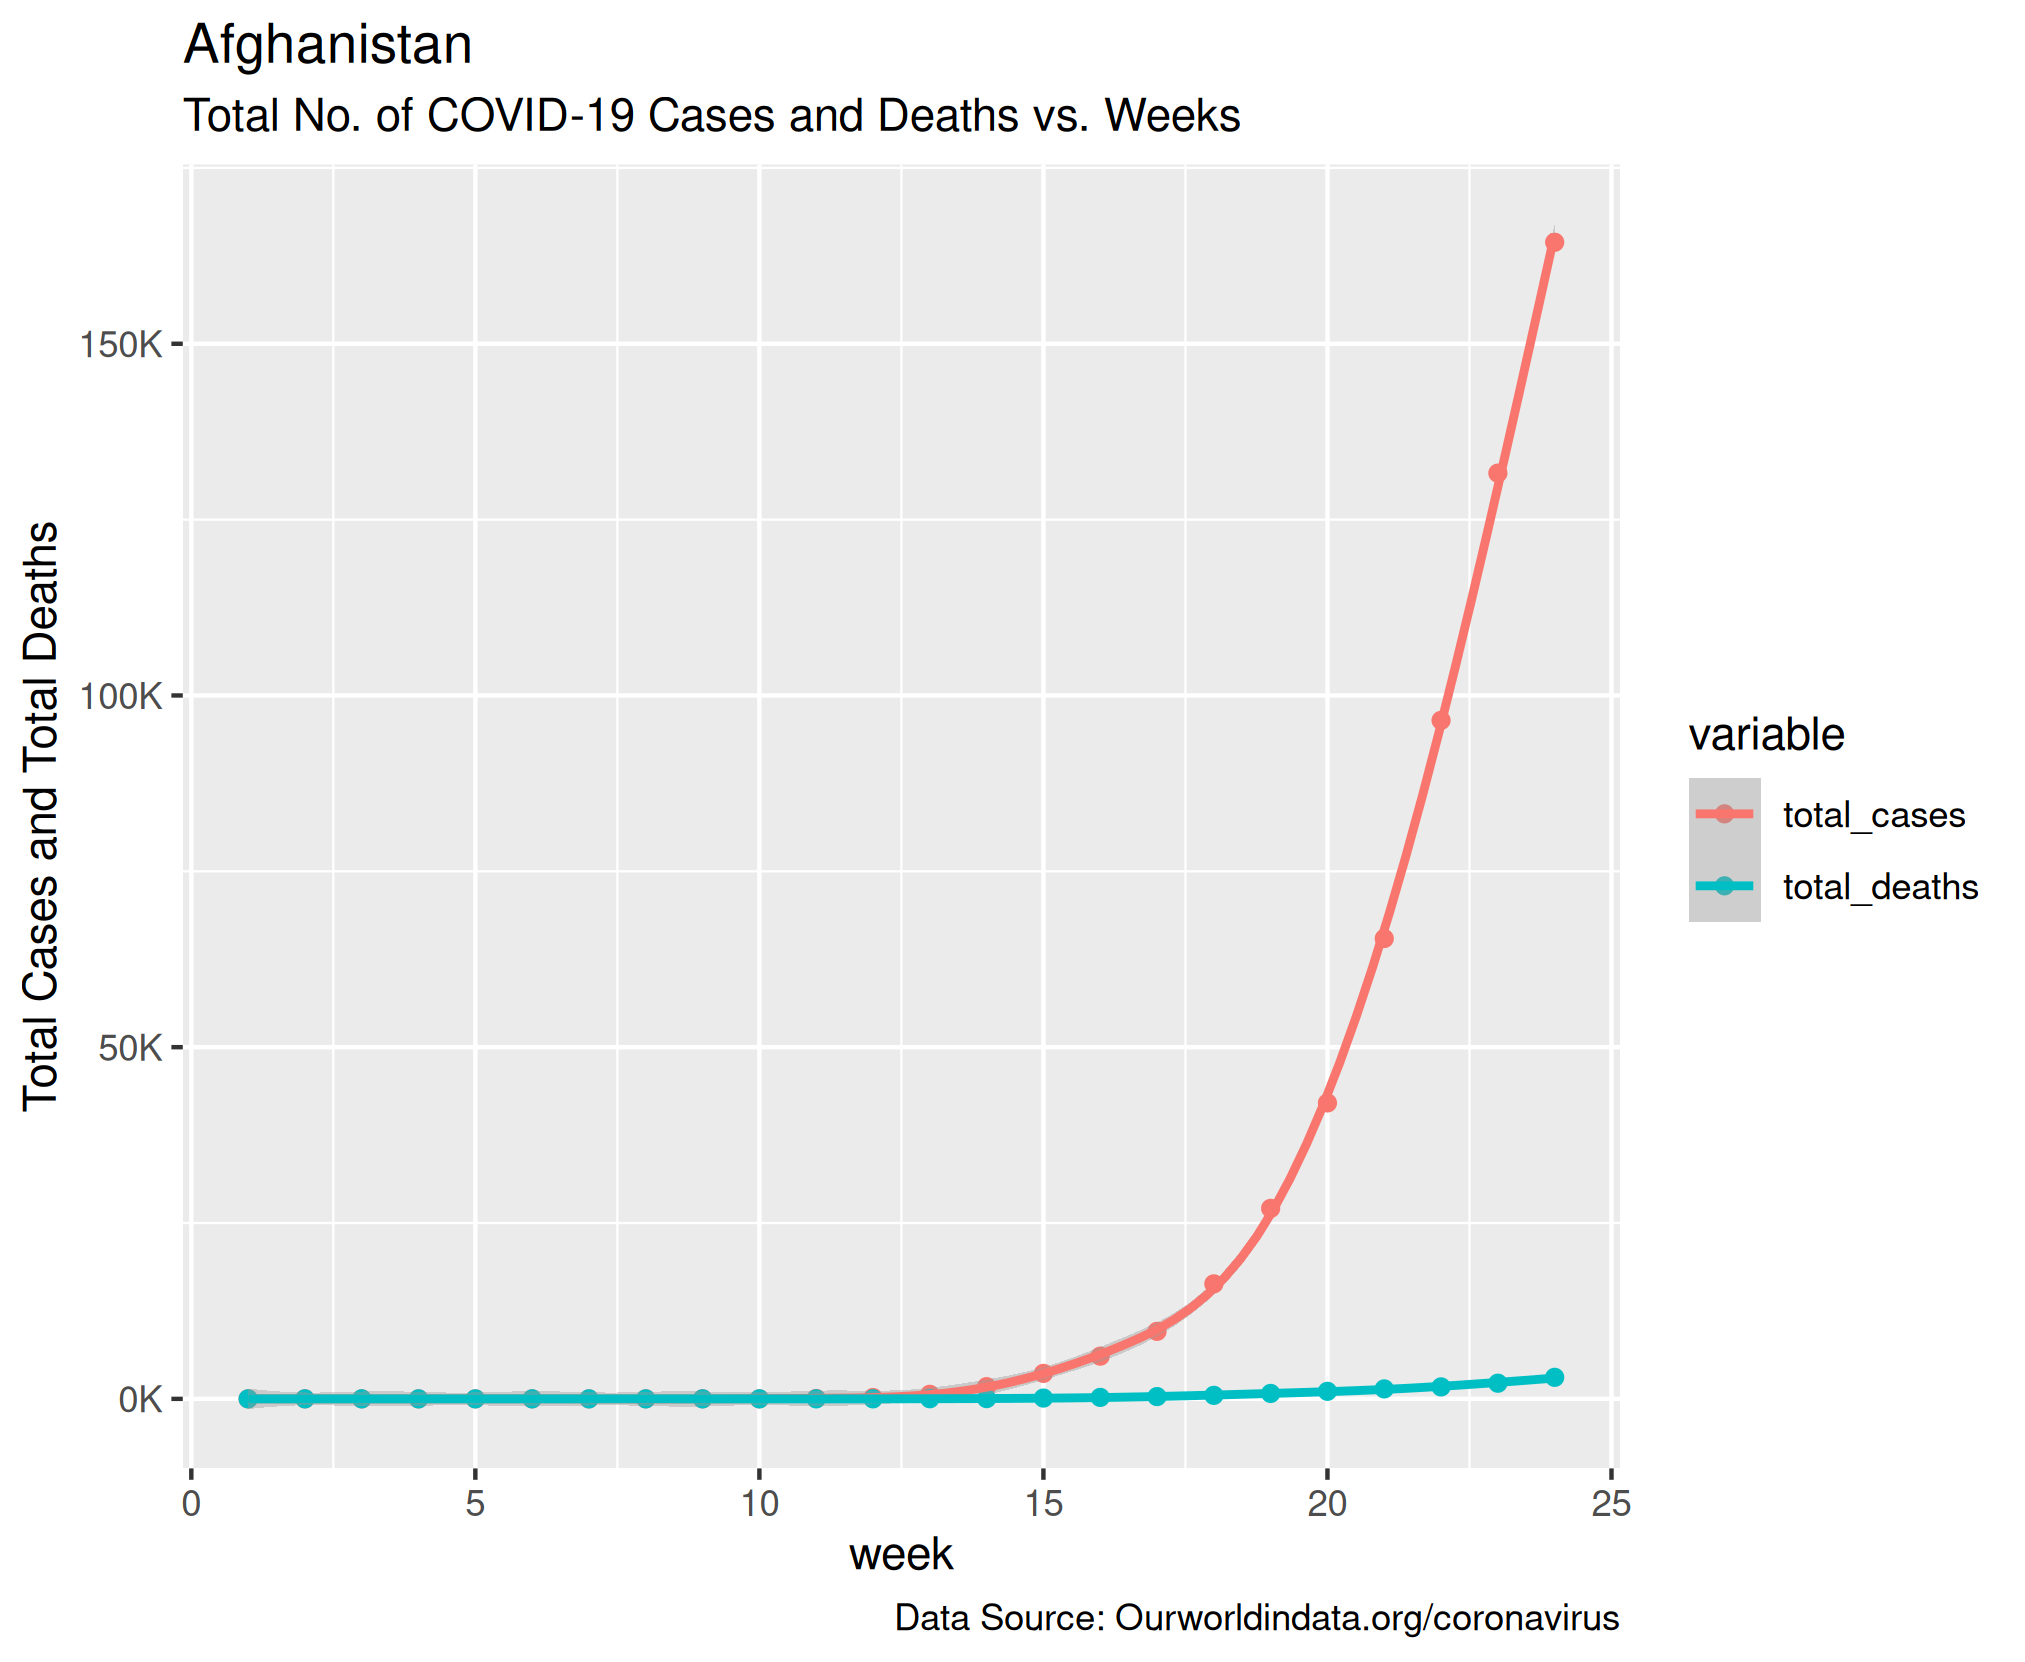 Afghanistan
Total No. of COVID-19 Cases and Deaths vs. Weeks
Total Cases and Total Deaths
150K
100K
50K
0K
0 5 10 15 20 25
week
variable
total_cases
total_deaths
Data Source: Ourworldindata.org/coronavirus